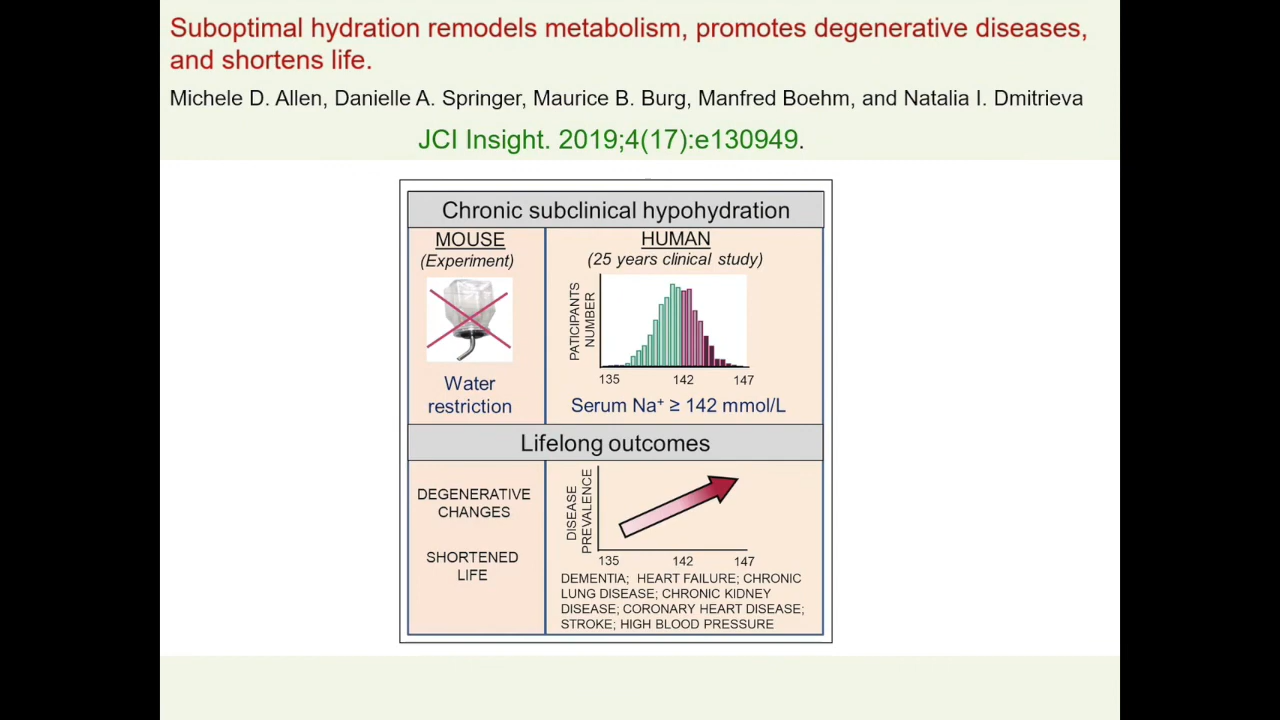 Suboptimal hydration remodels metabolism, promotes degenerative diseases,
and shortens life.
Michele D. Allen, Danielle A. Springer, Maurice B. Burg, Manfred Boehm, and Natalia I. Dmitrieva
JCI Insight. 2019;4(17):e130949.
Chronic subclinical hypohydration
MOUSE
(Experiment)
Water
restriction
HUMAN
(25 years clinical study)
PATICIPANTS
NUMBER
135 142 147
Serum Na⁺ ≥ 142 mmol/L
Lifelong outcomes
DEGENERATIVE
CHANGES
SHORTENED
LIFE
DISEASE
PREVALENCE
135 142 147
DEMENTIA; HEART FAILURE; CHRONIC
LUNG DISEASE; CHRONIC KIDNEY
DISEASE; CORONARY HEART DISEASE;
STROKE; HIGH BLOOD PRESSURE